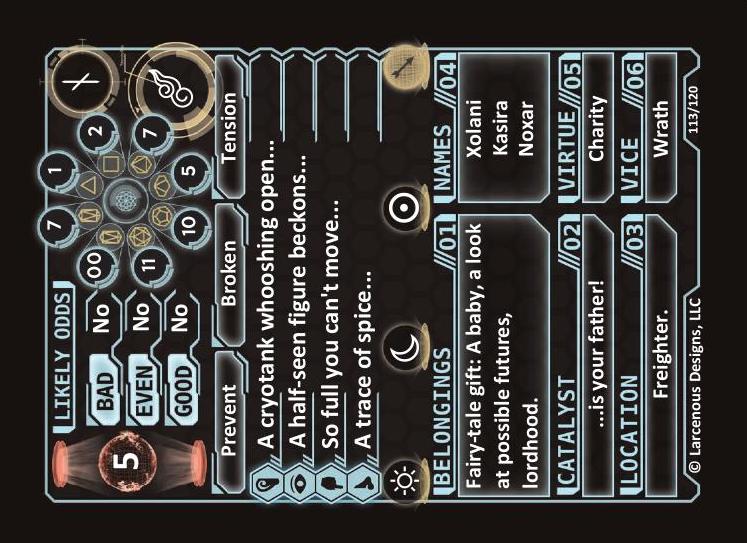 5
LIKELY ODDS
BAD No
EVEN No
GOOD No
1
2
7
5
10
11
00
7
Prevent
Broken
Tension
A cryotank whooshing open...
A half-seen figure beckons...
So full you can't move...
A trace of spice...
BELONGINGS //01
Fairy-tale gift: A baby, a look
at possible futures,
lordhood.
CATALYST //02
...is your father!
LOCATION //03
Freighter.
NAMES //04
Xolani
Kasira
Noxar
VIRTUE //05
Charity
VICE //06
Wrath
© Larcenous Designs, LLC
113/120